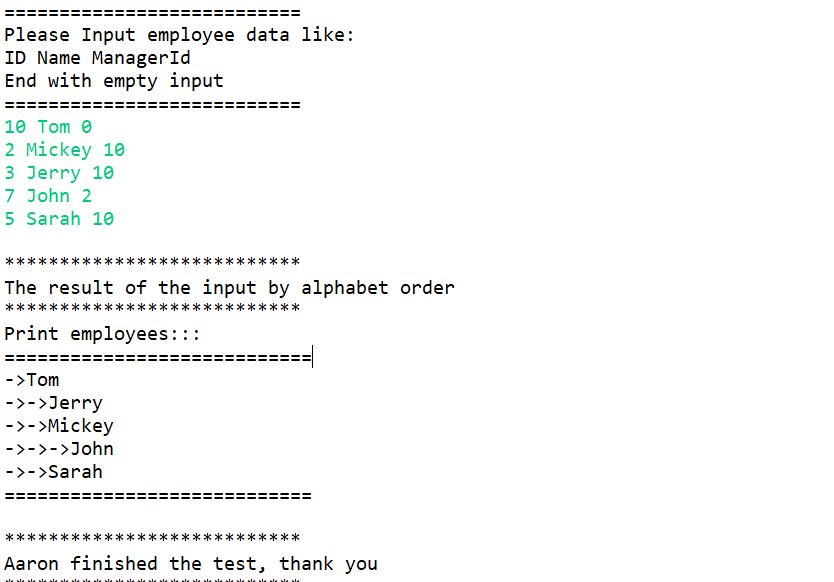 ===========================
Please Input employee data like:
ID Name ManagerId
End with empty input
===========================
10 Tom 0
2 Mickey 10
3 Jerry 10
7 John 2
5 Sarah 10
***************************
The result of the input by alphabet order
***************************
Print employees:::
============================
->Tom
->->Jerry
->->Mickey
->->->John
->->Sarah
============================
***************************
Aaron finished the test, thank you
***************************